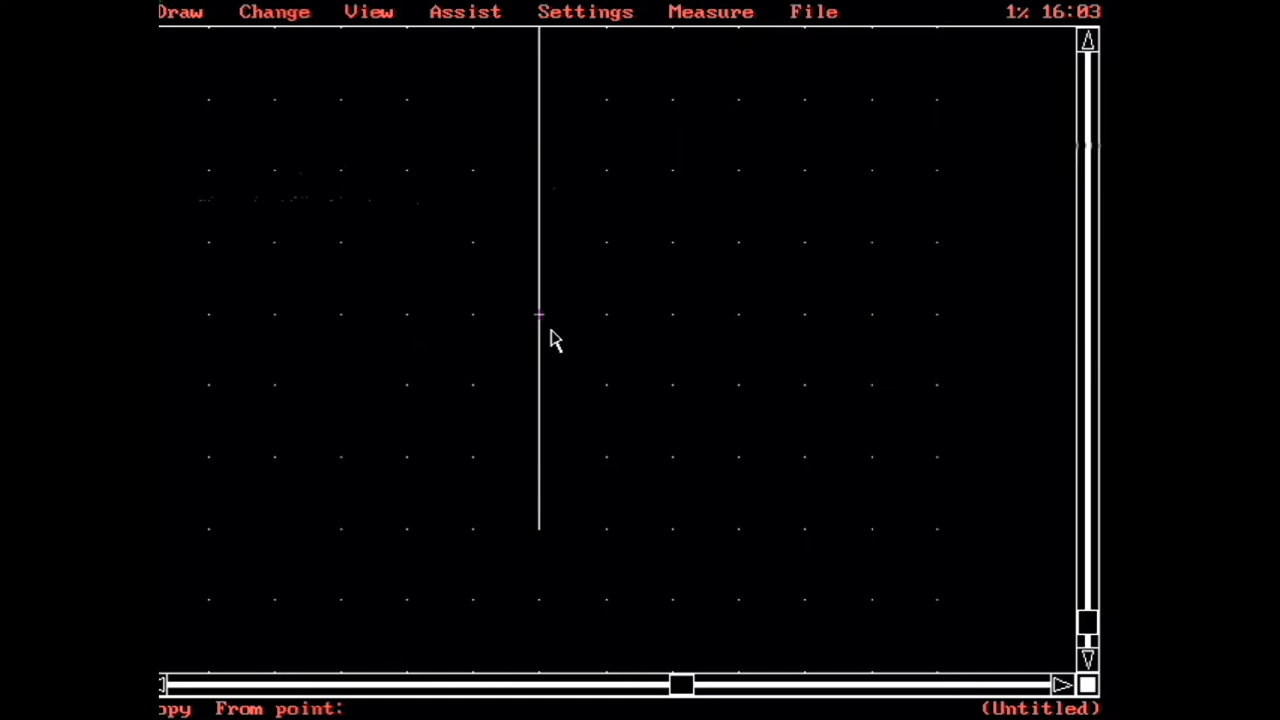 Draw Change View Assist Settings Measure File 1% 16:03
opy From point: (Untitled)